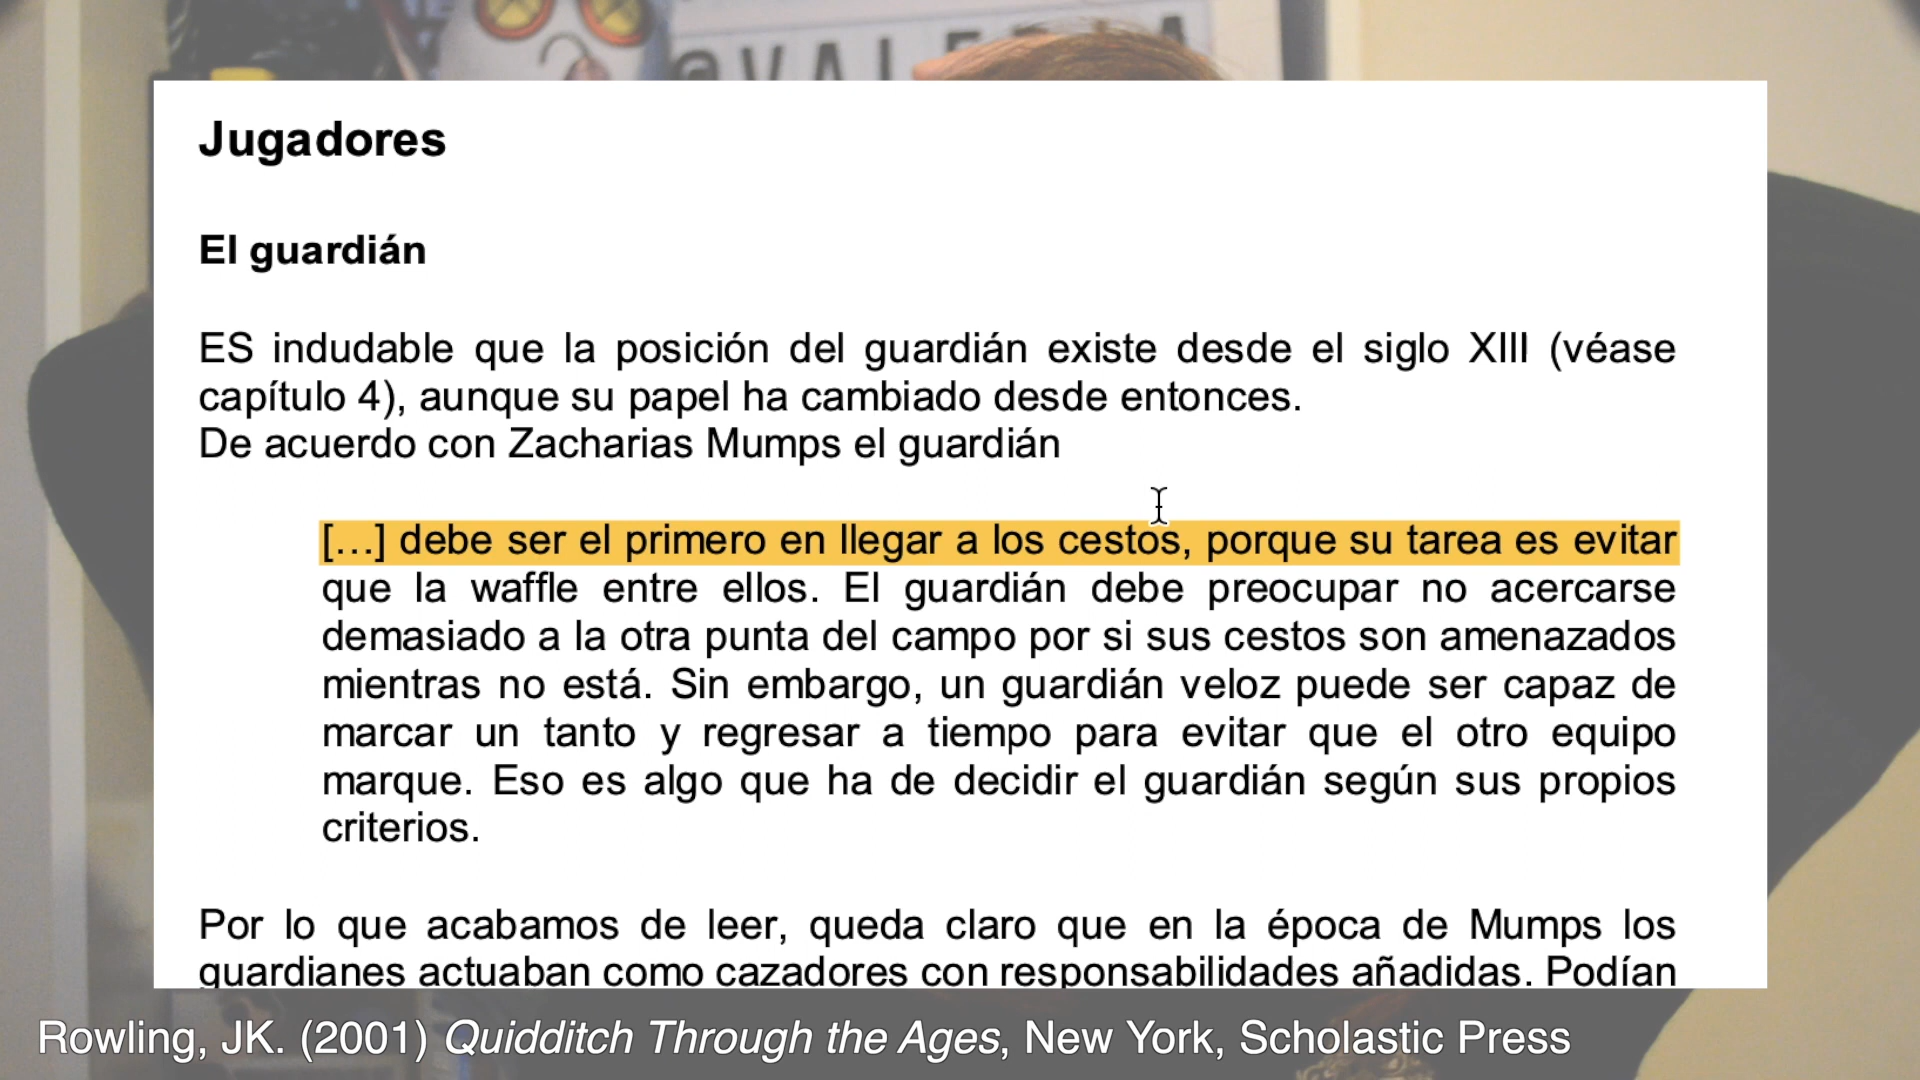 Jugadores
El guardián
ES indudable que la posición del guardián existe desde el siglo XIII (véase
capítulo 4), aunque su papel ha cambiado desde entonces.
De acuerdo con Zacharias Mumps el guardián
[…] debe ser el primero en llegar a los cestos, porque su tarea es evitar
que la waffle entre ellos. El guardián debe preocupar no acercarse
demasiado a la otra punta del campo por si sus cestos son amenazados
mientras no está. Sin embargo, un guardián veloz puede ser capaz de
marcar un tanto y regresar a tiempo para evitar que el otro equipo
marque. Eso es algo que ha de decidir el guardián según sus propios
criterios.
Por lo que acabamos de leer, queda claro que en la época de Mumps los
guardianes actuaban como cazadores con responsabilidades añadidas. Podían
Rowling, JK. (2001) Quidditch Through the Ages, New York, Scholastic Press